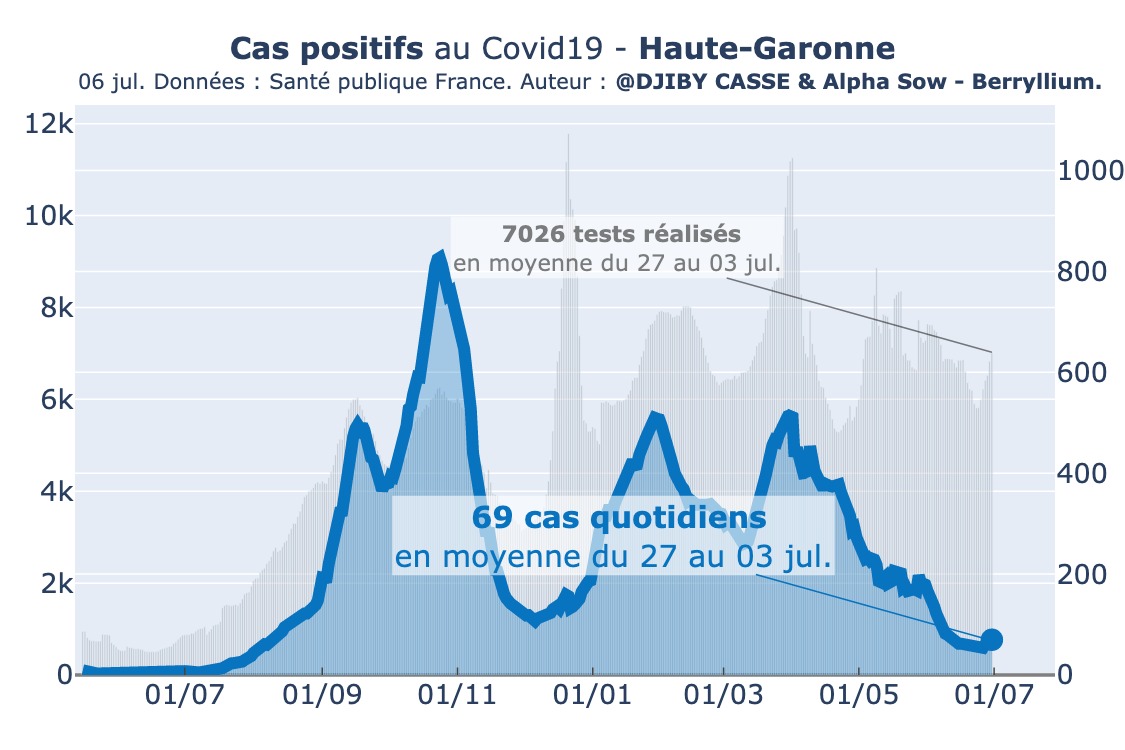 Cas positifs au Covid19 - Haute-Garonne
06 jul. Données : Santé publique France. Auteur : @DJIBY CASSE & Alpha Sow - Berryllium.
12k
10k
8k
6k
4k
2k
0
1000
800
600
400
200
0
7026 tests réalisés
en moyenne du 27 au 03 jul.
69 cas quotidiens
en moyenne du 27 au 03 jul.
01/07
01/09
01/11
01/01
01/03
01/05
01/07